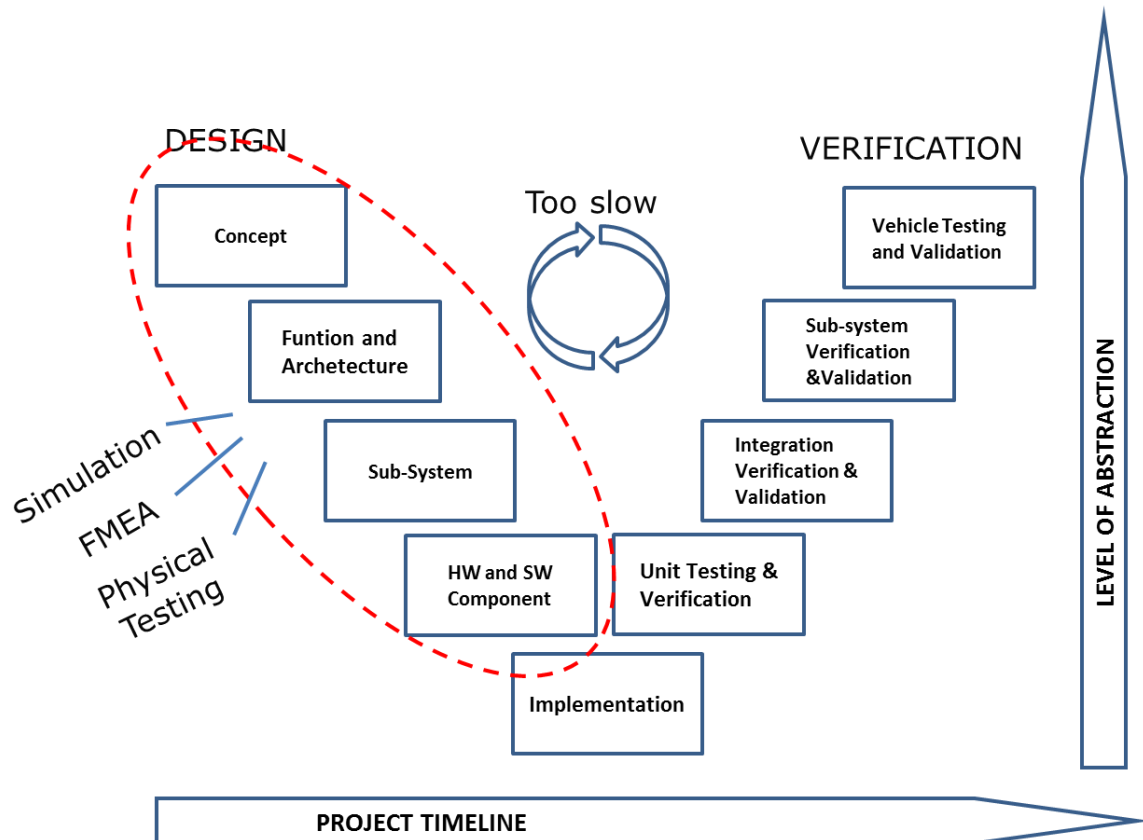 DESIGN
VERIFICATION
Too slow
Concept
Vehicle Testing
and Validation
Funtion and
Archetecture
Sub-system
Verification
&Validation
Simulation
FMEA
Physical
Testing
Sub-System
Integration
Verification &
Validation
HW and SW
Component
Unit Testing &
Verification
Implementation
LEVEL OF ABSTRACTION
PROJECT TIMELINE